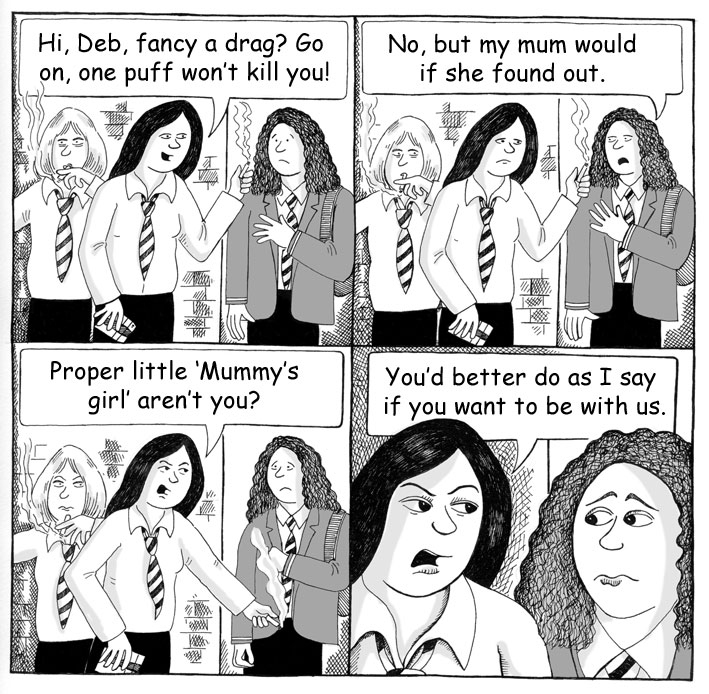 Hi, Deb, fancy a drag? Go
on, one puff won't kill you!
No, but my mum would
if she found out.
Proper little ‘Mummy's
girl’ aren't you?
You'd better do as I say
if you want to be with us.